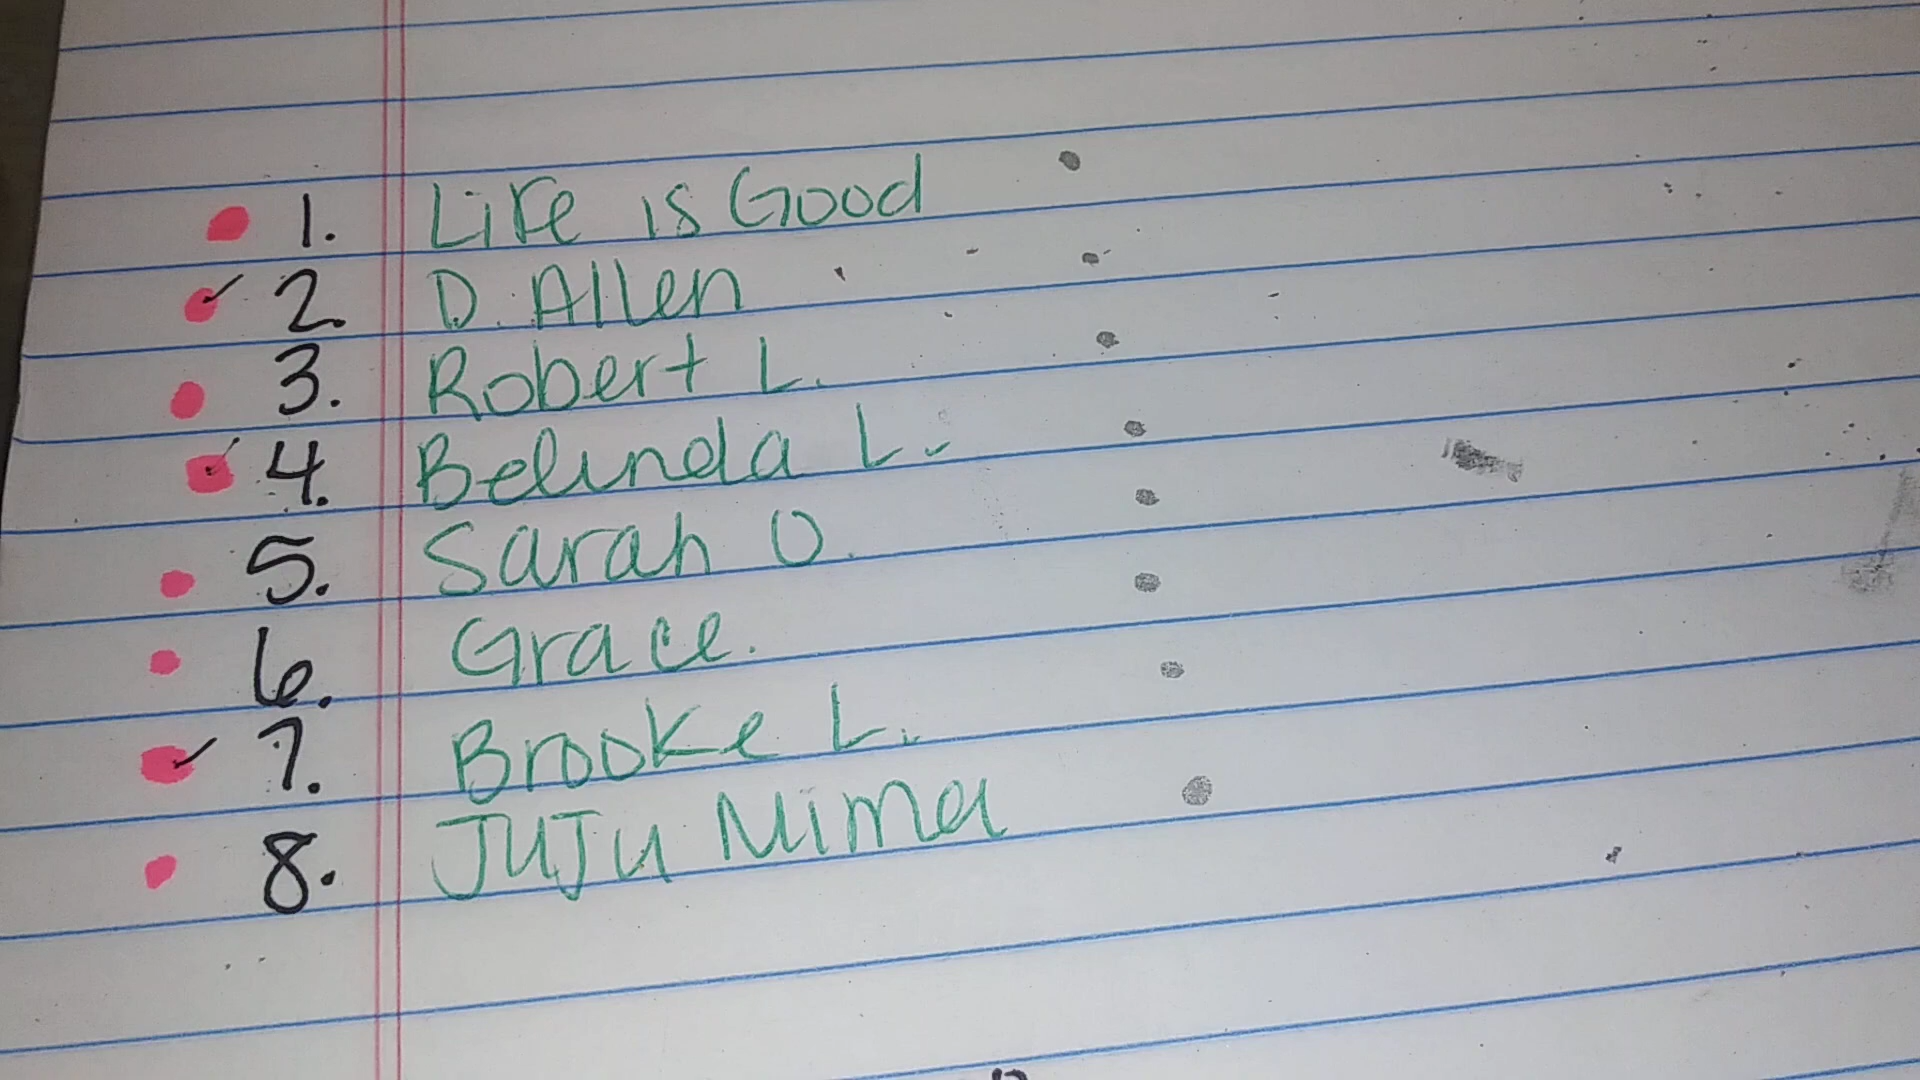 1. Life is Good
2. D. Allen
3. Robert L.
4. Belinda L.
5. Sarah O.
6. Grace.
7. Brooke L.
8. JuJu Mima